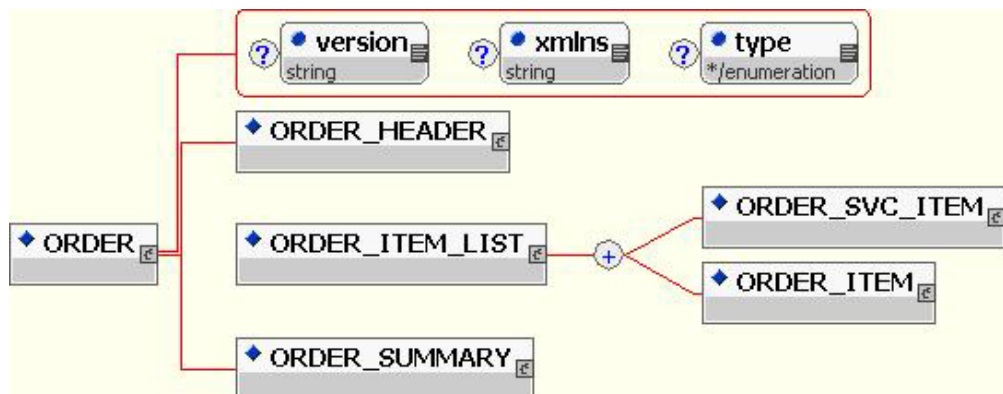 ? version ? xmlns ? type
string string */enumeration
ORDER_HEADER
ORDER_SVC_ITEM
ORDER ORDER_ITEM_LIST +
ORDER_ITEM
ORDER_SUMMARY